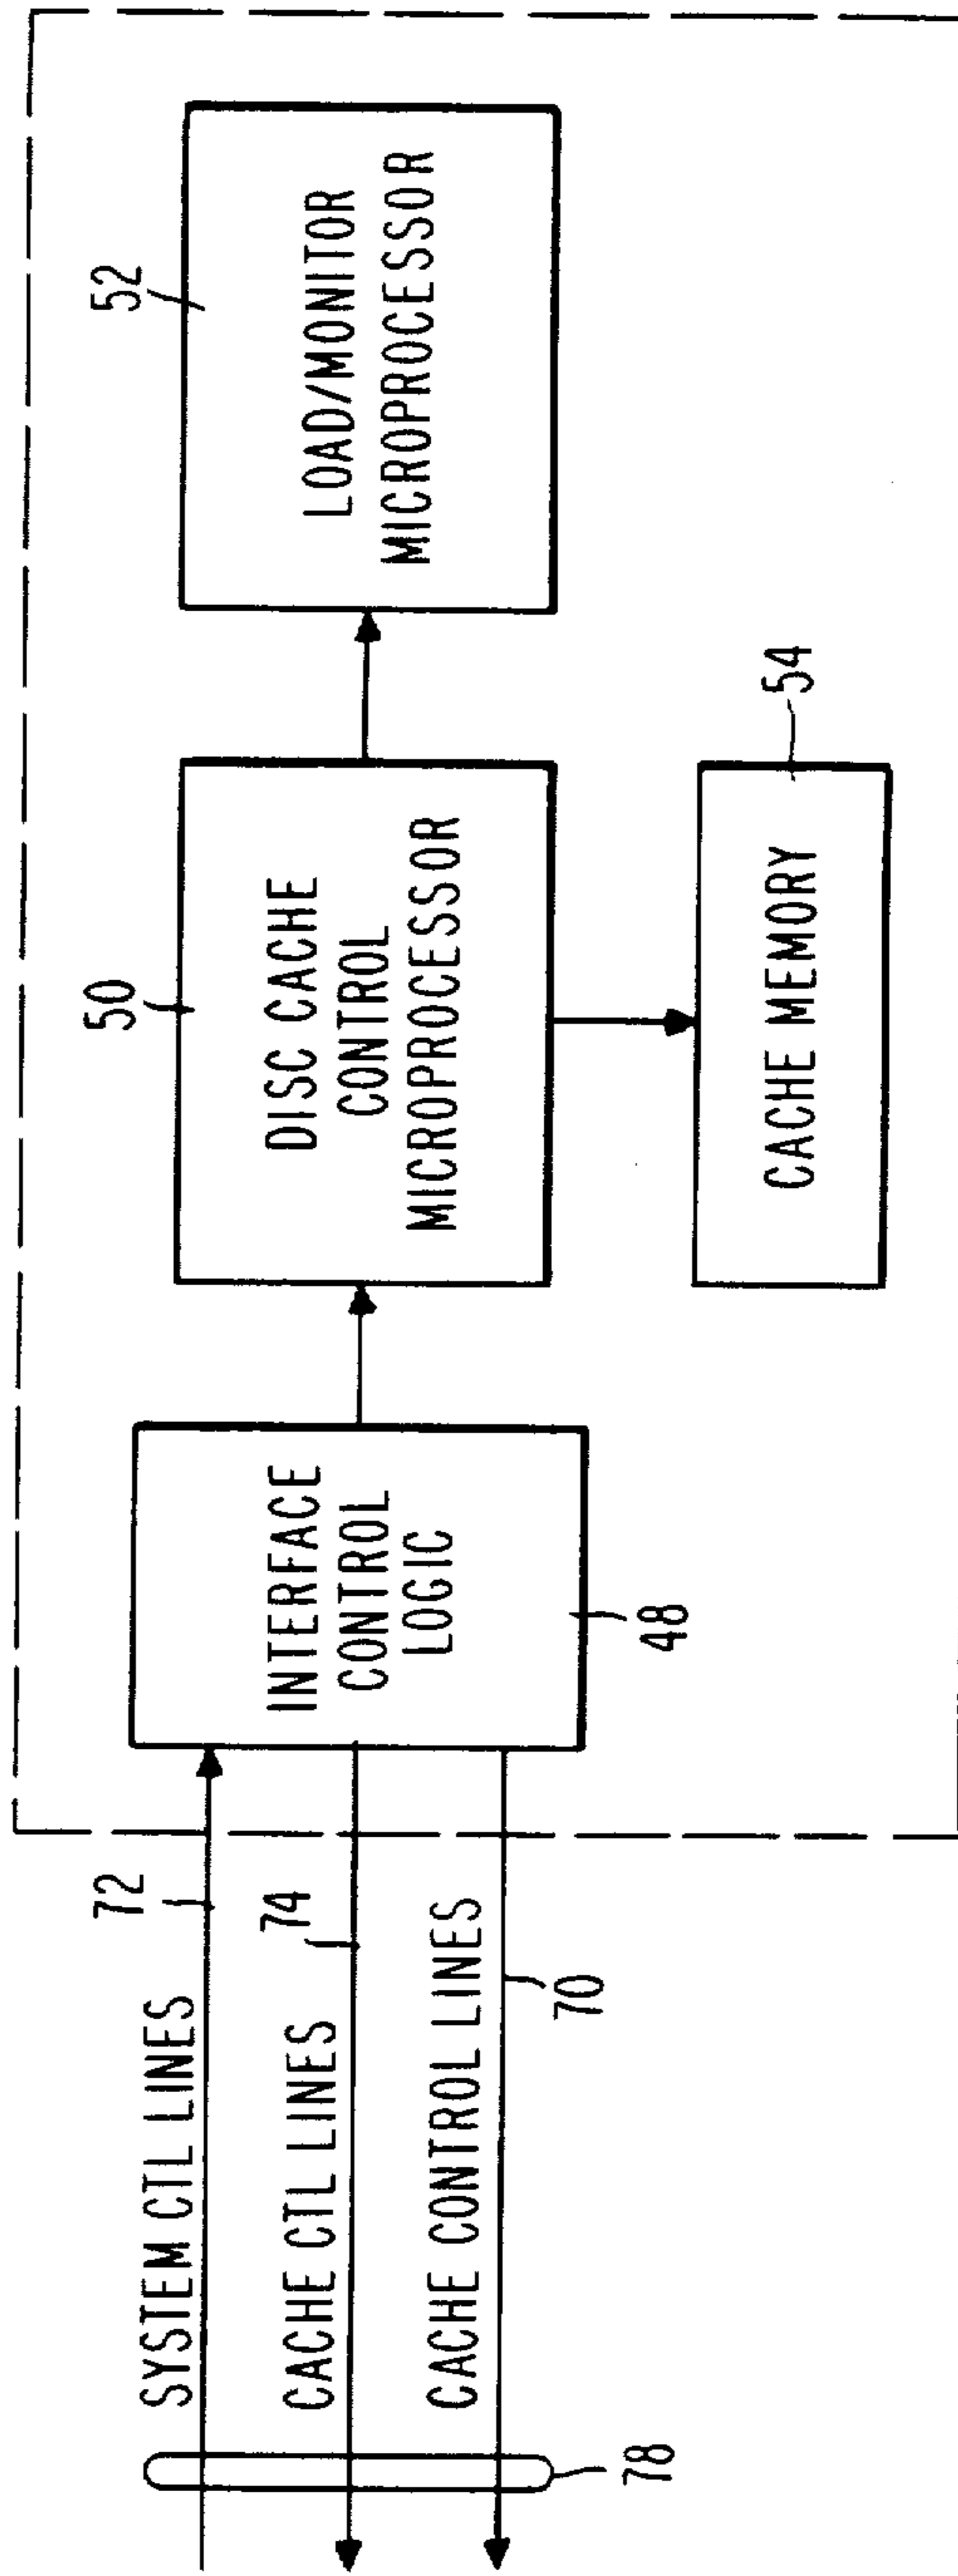 SYSTEM CTL LINES
72
CACHE CTL LINES
74
CACHE CONTROL LINES
70
78
INTERFACE
CONTROL
LOGIC
48
50
DISC CACHE
CONTROL
MICROPROCESSOR
52
LOAD/MONITOR
MICROPROCESSOR
CACHE MEMORY
54